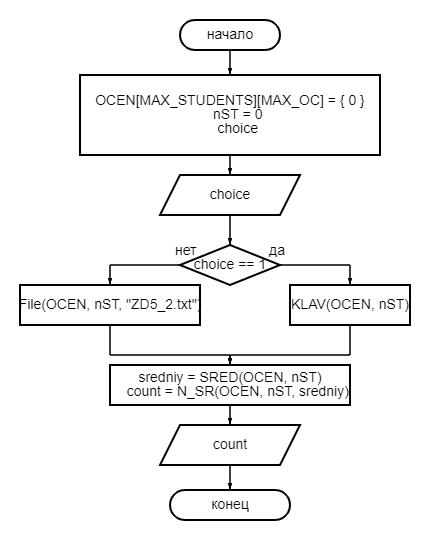 начало
OCEN[MAX_STUDENTS][MAX_OC] = { 0 }
nST = 0
choice
choice
нет
да
choice == 1
File(OCEN, nST, "ZD5_2.txt")
KLAV(OCEN, nST)
sredniy = SRED(OCEN, nST)
count = N_SR(OCEN, nST, sredniy)
count
конец